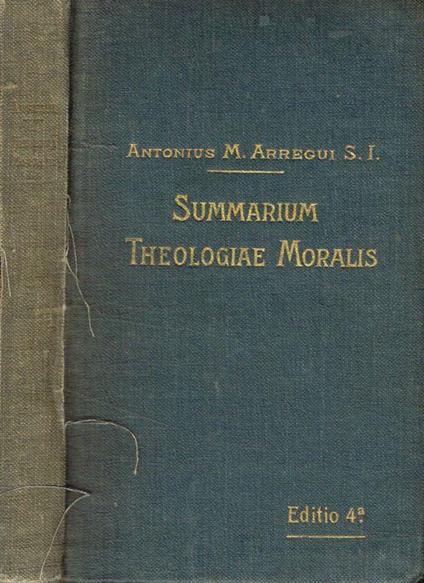 ANTONIUS M. ARREGUI S. I.
SUMMARIUM
THEOLOGIAE MORALIS
Editio 4ª.